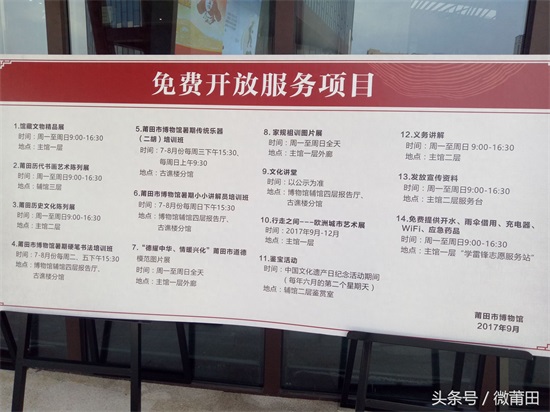 免费开放服务项目
1.馆藏文物精品展
时间：周一至周日9:00-16:30
地点：主馆一层
2.莆田历代书画艺术陈列展
时间：周一至周日9:00-16:30
地点：辅馆三层
3.莆田历史文化陈列展
时间：周一至周日9:00-16:30
地点：主馆二层
4.莆田市博物馆暑期硬笔书法培训班
时间：7-8月份每周二、五下午15:30
地点：博物馆辅馆四层报告厅，
古谯楼分馆
5.莆田市博物馆暑期传统乐器
（二胡）培训班
时间：7-8月份每周三下午15:30,
每周日上午9:30
地点：古谯楼分馆
6.莆田市博物馆暑期小小讲解员培训班
时间：7-8月份每周日下午15:30
地点：博物馆辅馆四层报告厅，
古谯楼分馆
7.“德耀中华，情暖兴化”莆田市道德
模范图片展
时间：周一至周日全天
地点：主馆一层外廊
8.家规祖训图片展
时间：周一至周日全天
地点：主馆一层外廊
9.文化讲堂
时间：以公示为准
地点：博物馆辅馆四层报告厅，
古谯楼分馆
10.行走之间---欧洲城市艺术展
时间：2017年9月-12月
地点：主馆二层
11.鉴宝活动
时间：中国文化遗产日纪念活动期间
（每年六月的第二个星期天）
地点：辅馆二层鉴赏室
12.义务讲解
时间：周一至周日 9:00-16:30
地点：主馆二层
13.发放宣传资料
时间：周一至周日 9:00-16:30
地点：主馆二层服务台
14.免费提供开水、雨伞借用、充电器、
WiFi、应急药品
时间：周一至周日 9:00-16:30
地点：主馆一层“学雷锋志愿服务站”
莆田市博物馆
2017年9月
头条号／微莆田